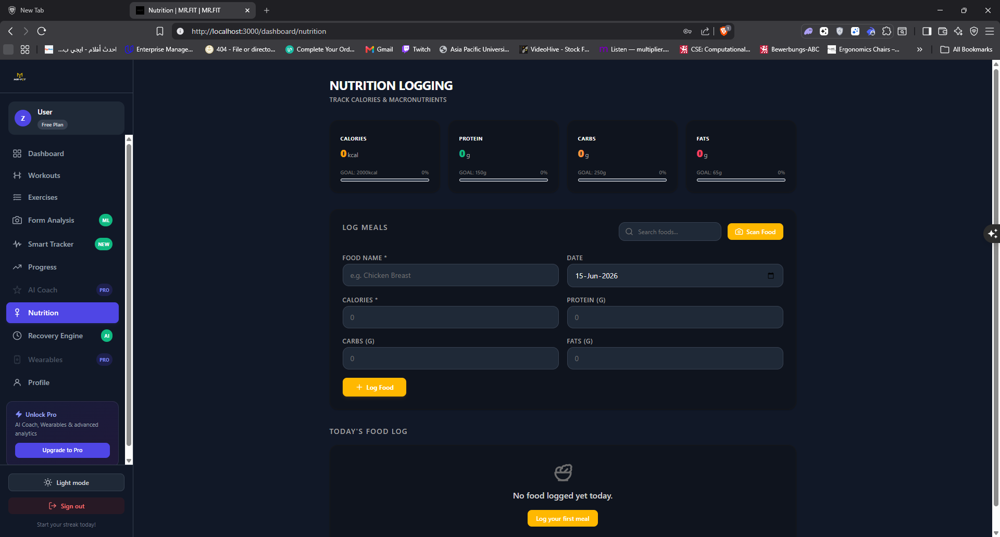 New Tab
Nutrition | MR.FIT | MR.FIT
http://localhost:3000/dashboard/nutrition
1
احدث أفلام - ايجي ب...
Enterprise Manage...
404 - File or directo...
Complete Your Ord...
Gmail
Twitch
Asia Pacific Universi...
VideoHive - Stock F...
Listen — multiplier....
CSE: Computational...
Bewerbungs-ABC
Ergonomics Chairs –...
All Bookmarks
MR-FIT
Z
User
Free Plan
Dashboard
Workouts
Exercises
Form Analysis ML
Smart Tracker NEW
Progress
AI Coach PRO
Nutrition
Recovery Engine AI
Wearables PRO
Profile
Unlock Pro
AI Coach, Wearables & advanced
analytics
Upgrade to Pro
Light mode
Sign out
Start your streak today!
NUTRITION LOGGING
TRACK CALORIES & MACRONUTRIENTS
CALORIES
0 kcal
GOAL: 2000kcal 0%
PROTEIN
0 g
GOAL: 150g 0%
CARBS
0 g
GOAL: 250g 0%
FATS
0 g
GOAL: 65g 0%
LOG MEALS
Search foods...
Scan Food
FOOD NAME *
e.g. Chicken Breast
DATE
15-Jun-2026
CALORIES *
0
PROTEIN (G)
0
CARBS (G)
0
FATS (G)
0
+ Log Food
TODAY'S FOOD LOG
No food logged yet today.
Log your first meal